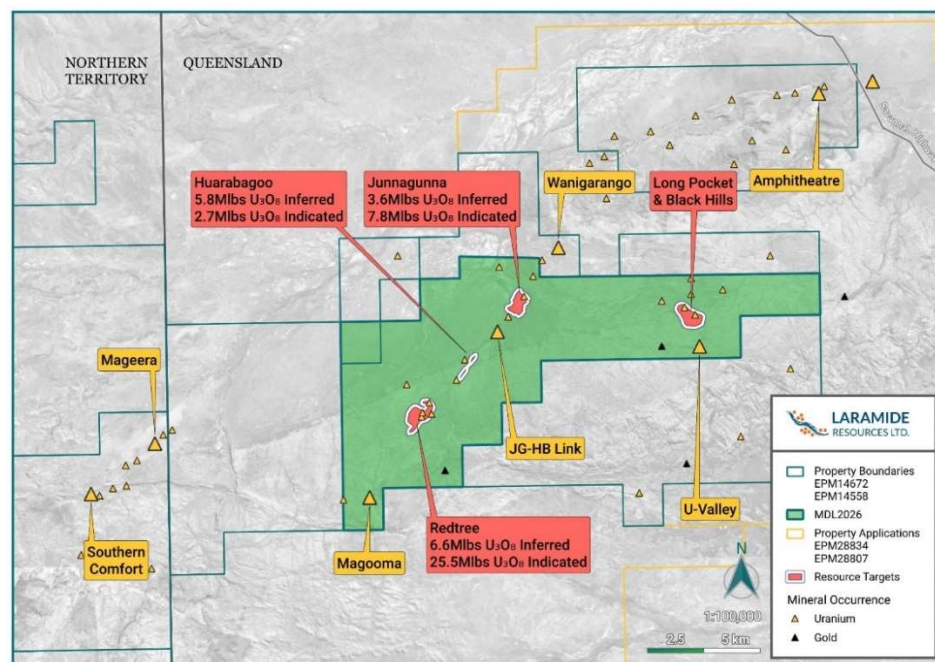 NORTHERN
TERRITORY
QUEENSLAND
Huarabagoo
5.8Mlbs U₃O₈ Inferred
2.7Mlbs U₃O₈ Indicated
Junnagunna
3.6Mlbs U₃O₈ Inferred
7.8Mlbs U₃O₈ Indicated
Wanigarango
Long Pocket
& Black Hills
Amphitheatre
Mageera
JG-HB Link
U-Valley
Southern
Comfort
Magooma
Redtree
6.6Mlbs U₃O₈ Inferred
25.5Mlbs U₃O₈ Indicated
N
1:100,000
2.5 5 km
LARAMIDE
RESOURCES LTD.
Property Boundaries
EPM14672
EPM14558
MDL2026
Property Applications
EPM28834
EPM28807
Resource Targets
Mineral Occurrence
Uranium
Gold